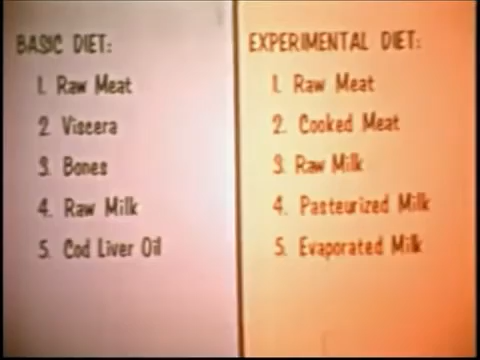 BASIC DIET:
1. Raw Meat
2 Viscera
3. Bones
4. Raw Milk
5. Cod Liver Oil
EXPERIMENTAL DIET:
1. Raw Meat
2. Cooked Meat
3. Raw Milk
4. Pasteurized Milk
5. Evaporated Milk